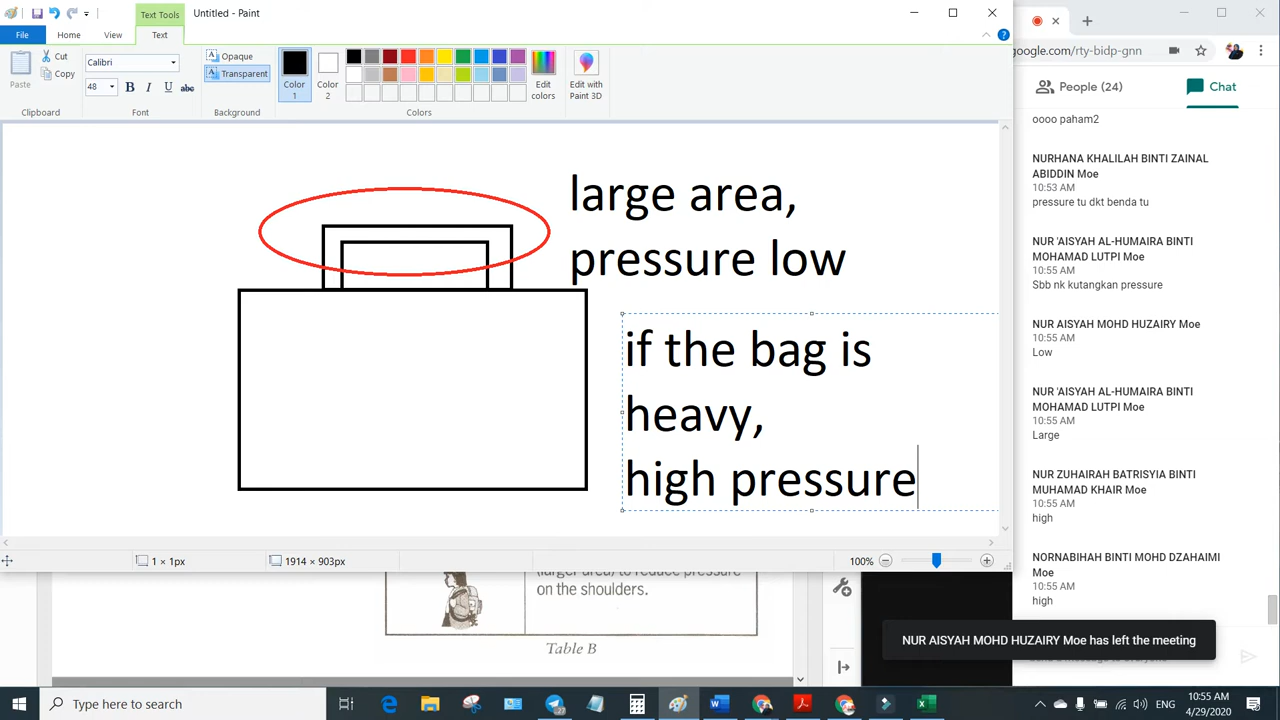 Text Tools
Untitled - Paint
File
Home
View
Text
google.com/rty-bidp-gnn
Paste
Cut
Copy
Clipboard
Calibri
48
B I U abc
Font
Opaque
Transparent
Background
Color 1
Color 2
Edit colors
Edit with Paint 3D
Colors
People (24)
Chat
large area,
pressure low
if the bag is
heavy,
high pressure
1 × 1px
1914 × 903px
100%
(larger area) to reduce pressure
on the shoulders.
Table B
oooo paham2
NURHANA KHALILAH BINTI ZAINAL
ABIDDIN Moe
10:53 AM
pressure tu dkt benda tu
NUR 'AISYAH AL-HUMAIRA BINTI
MOHAMAD LUTPI Moe
10:55 AM
Sbb nk kutangkan pressure
NUR AISYAH MOHD HUZAIRY Moe
10:55 AM
Low
NUR 'AISYAH AL-HUMAIRA BINTI
MOHAMAD LUTPI Moe
10:55 AM
Large
NUR ZUHAIRAH BATRISYIA BINTI
MUHAMAD KHAIR Moe
10:55 AM
high
NORNABIHAH BINTI MOHD DZAHAIMI
Moe
10:55 AM
high
NUR AISYAH MOHD HUZAIRY Moe has left the meeting
Type here to search
ENG
10:55 AM
4/29/2020